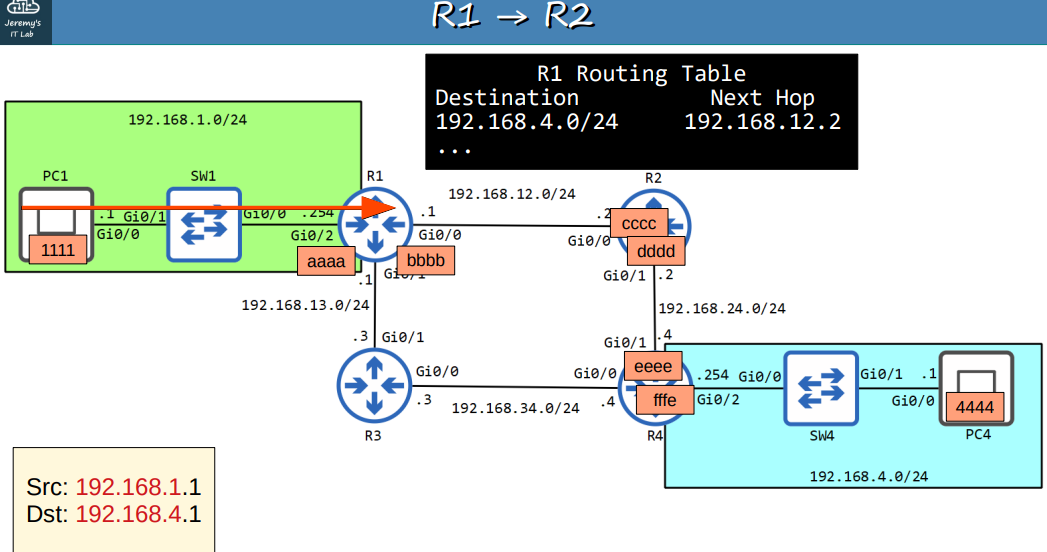 Jeremy's
IT Lab
R1 → R2
R1 Routing Table
Destination Next Hop
192.168.4.0/24 192.168.12.2
...
192.168.1.0/24
PC1 SW1 R1 R2
192.168.12.0/24
.1 Gi0/1 Gi0/0 .254 .1 .2
Gi0/0 Gi0/2 Gi0/0 Gi0/0
1111 aaaa bbbb cccc
dddd
.1 Gi0/1 Gi0/1 .2
192.168.13.0/24 192.168.24.0/24
.3 Gi0/1 Gi0/1 .4
Gi0/0 Gi0/0 eeee .254 Gi0/0 Gi0/1 .1
.3 192.168.34.0/24 .4 fffe Gi0/2 Gi0/0 4444
R3 R4 SW4 PC4
192.168.4.0/24
Src: 192.168.1.1
Dst: 192.168.4.1